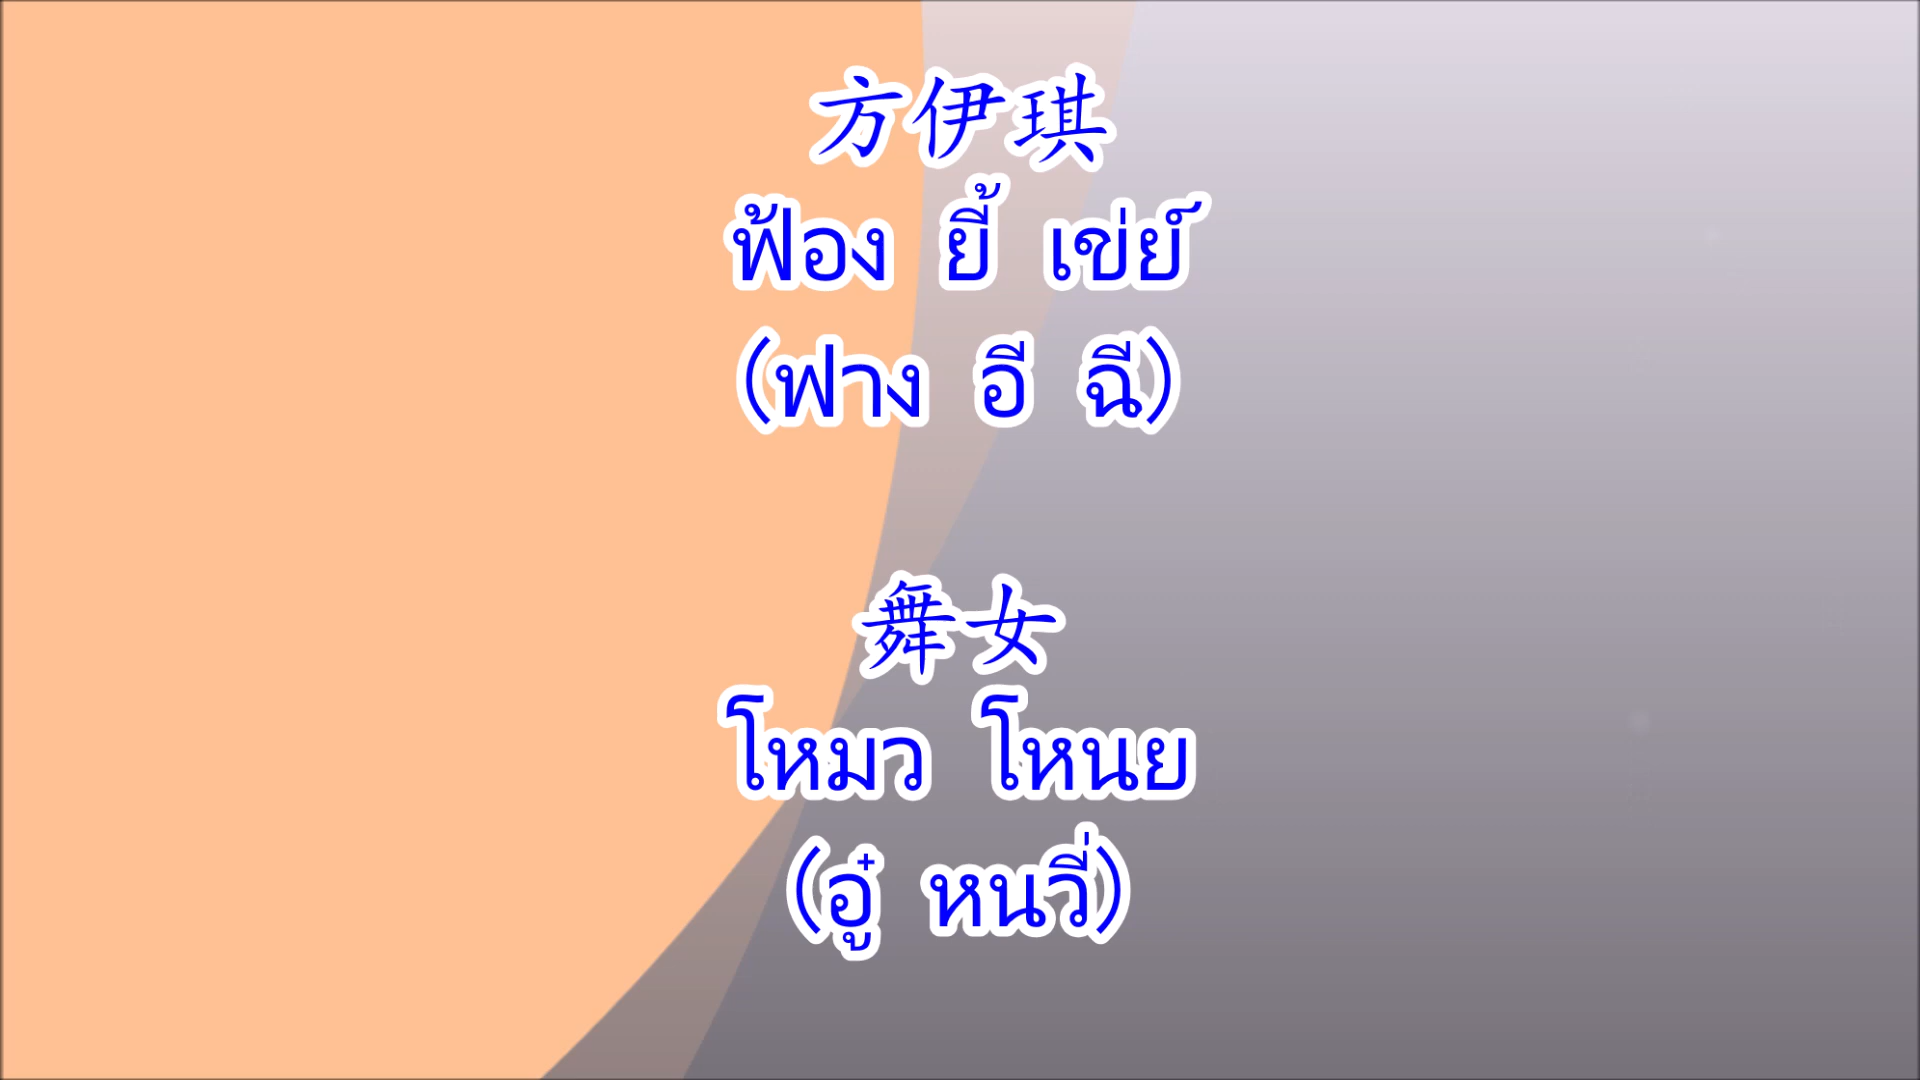 方伊琪
ฟ้อง ยี้ เข่ย์
(ฟาง อี ฉี)
舞女
โหมว โหนย
(อู๋ หนวี่)